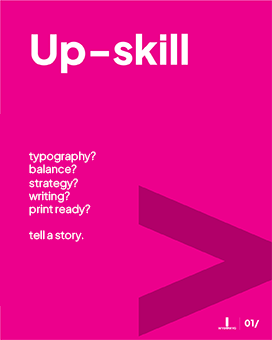 Up-skill
typography?
balance?
strategy?
writing?
print ready?
tell a story.
01/